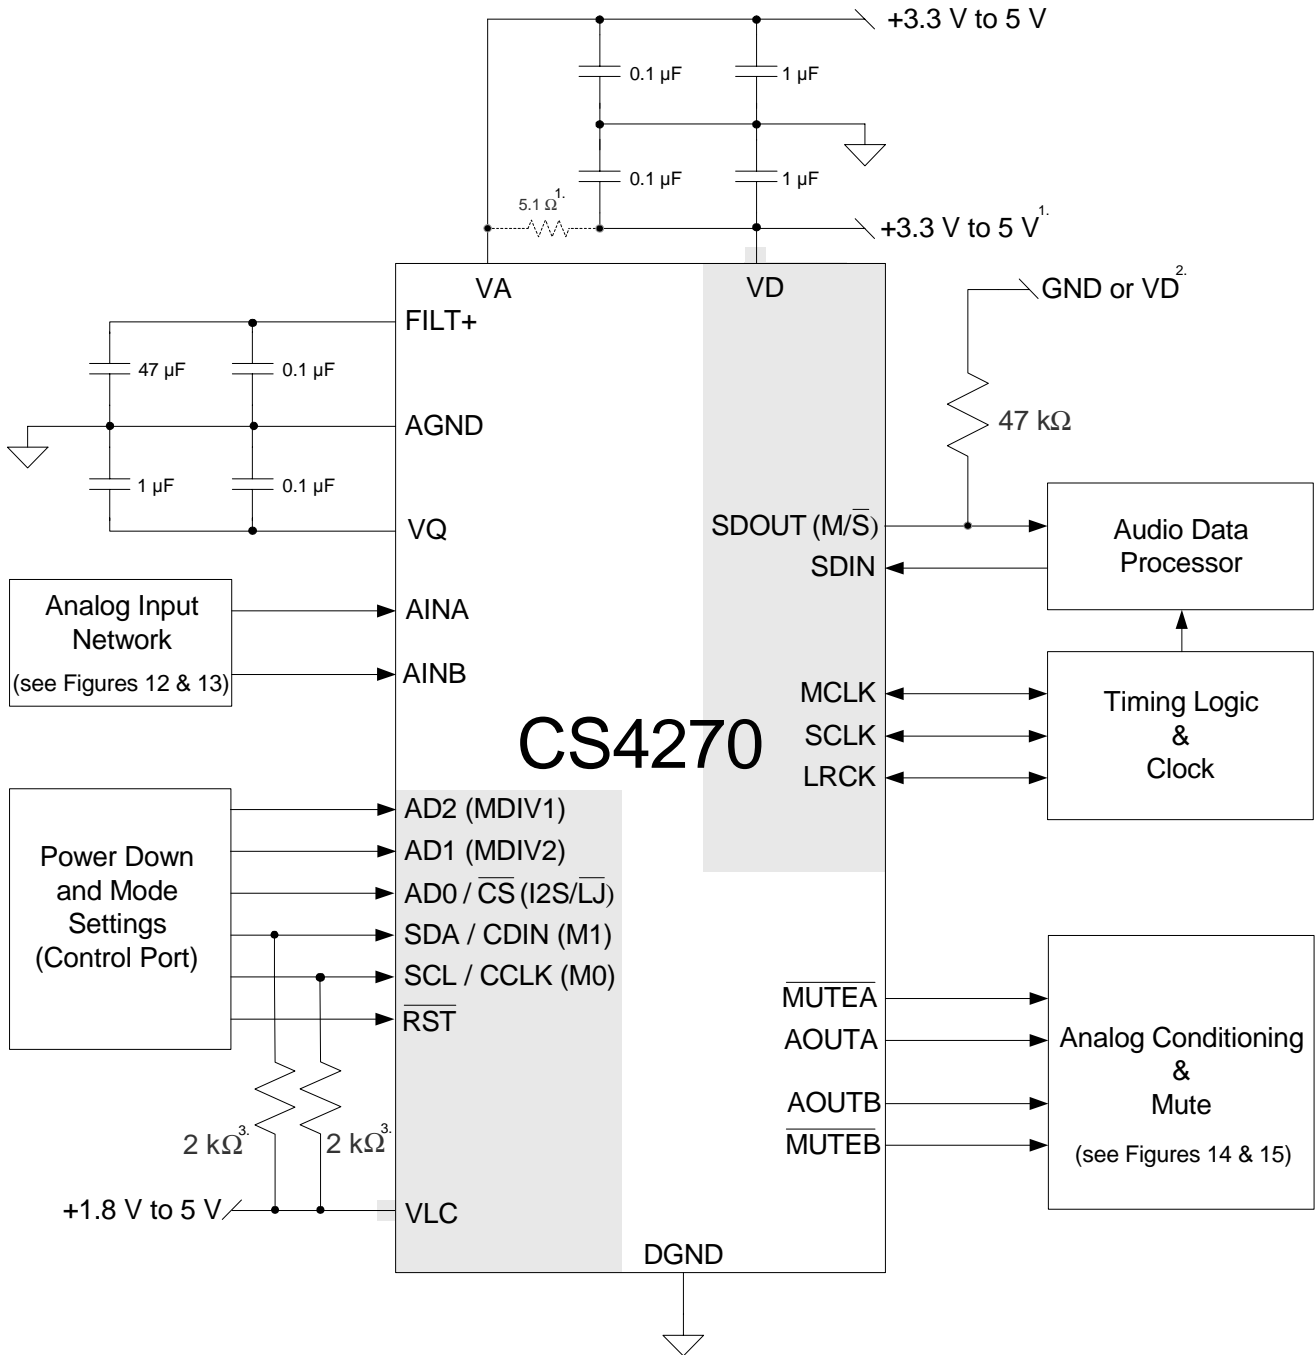 +3.3 V to 5 V
0.1 µF
1 µF
0.1 µF
1 µF
5.1 Ω1.
+3.3 V to 5 V1.
VA
VD
GND or VD2.
FILT+
47 µF
0.1 µF
AGND
47 kΩ
1 µF
0.1 µF
VQ
SDOUT (M/S̅)
SDIN
Audio Data
Processor
Analog Input
Network
(see Figures 12 & 13)
AINA
AINB
MCLK
SCLK
LRCK
Timing Logic
&
Clock
CS4270
Power Down
and Mode
Settings
(Control Port)
AD2 (MDIV1)
AD1 (MDIV2)
AD0 / C̅S̅ (I2S/L̅J̅)
SDA / CDIN (M1)
SCL / CCLK (M0)
R̅S̅T̅
M̅U̅T̅E̅A̅
AOUTA
AOUTB
M̅U̅T̅E̅B̅
Analog Conditioning
&
Mute
(see Figures 14 & 15)
2 kΩ3.
2 kΩ3.
+1.8 V to 5 V
VLC
DGND